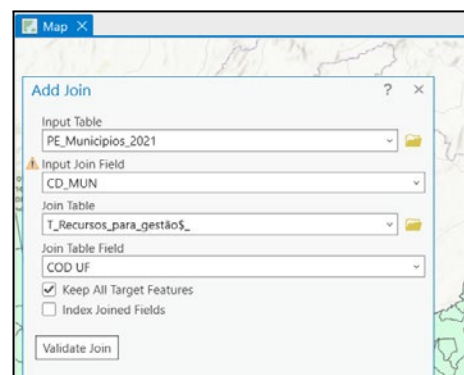 Map
Add Join
Input Table
PE_Municipios_2021
Input Join Field
CD_MUN
Join Table
T_Recursos_para_gestão$_
Join Table Field
COD UF
Keep All Target Features
Index Joined Fields
Validate Join